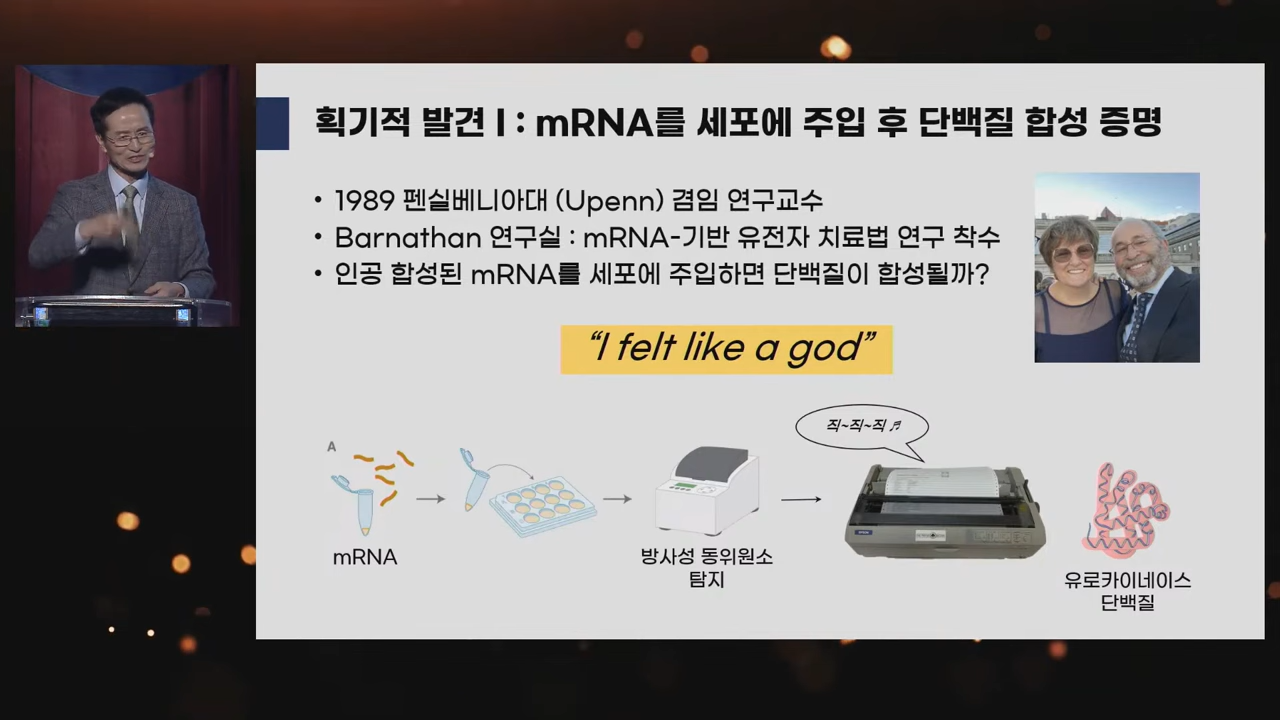 획기적 발견 I : mRNA를 세포에 주입 후 단백질 합성 증명
• 1989 펜실베니아대 (Upenn) 겸임 연구교수
• Barnathan 연구실 : mRNA-기반 유전자 치료법 연구 착수
• 인공 합성된 mRNA를 세포에 주입하면 단백질이 합성될까?
“I felt like a god”
직~직~직 ♬
A
mRNA
방사성 동위원소
탐지
EPSON
유로카이네이스
단백질